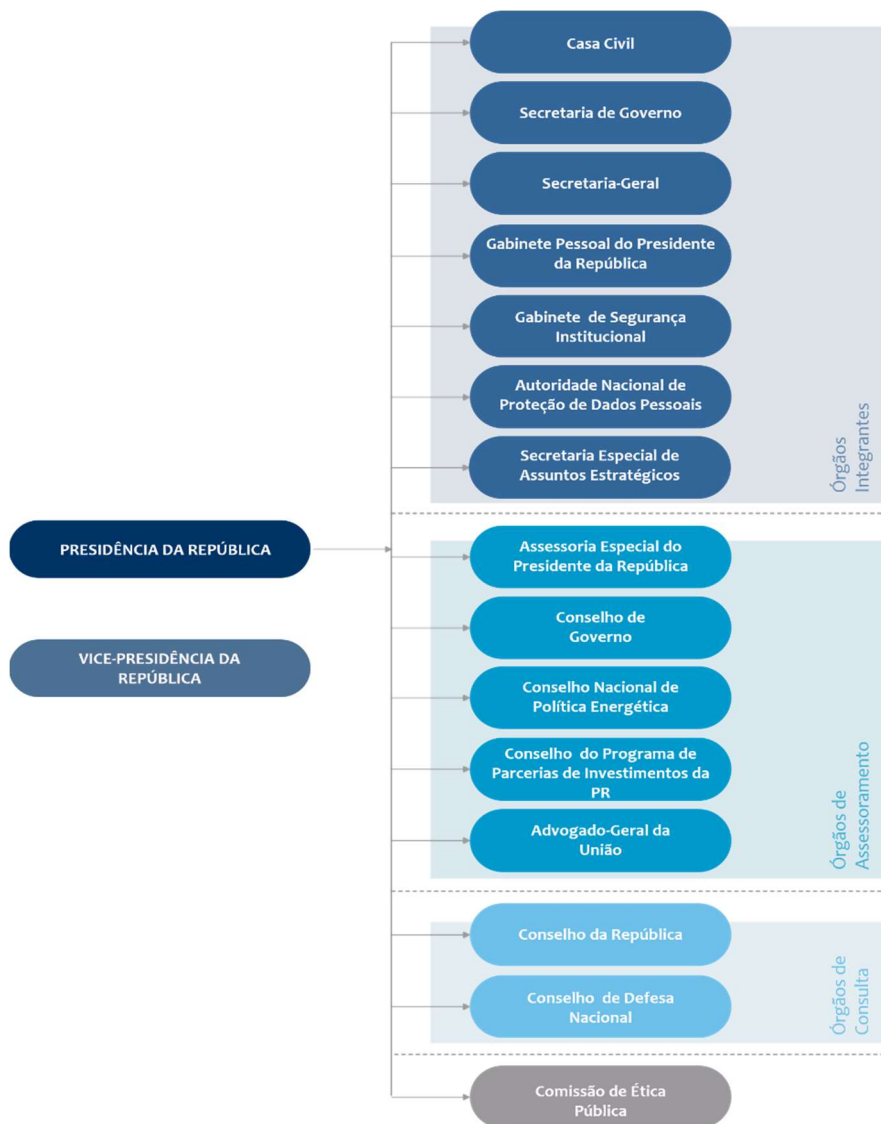 Casa Civil
Secretaria de Governo
Secretaria-Geral
Gabinete Pessoal do Presidente
da República
Gabinete de Segurança
Institucional
Autoridade Nacional de
Proteção de Dados Pessoais
Secretaria Especial de
Assuntos Estratégicos
Órgãos
Integrantes
PRESIDÊNCIA DA REPÚBLICA
VICE-PRESIDÊNCIA DA
REPÚBLICA
Assessoria Especial do
Presidente da República
Conselho de
Governo
Conselho Nacional de
Política Energética
Conselho do Programa de
Parcerias de Investimentos da
PR
Advogado-Geral da
União
Órgãos de
Assessoramento
Conselho da República
Conselho de Defesa
Nacional
Órgãos de
Consulta
Comissão de Ética
Pública